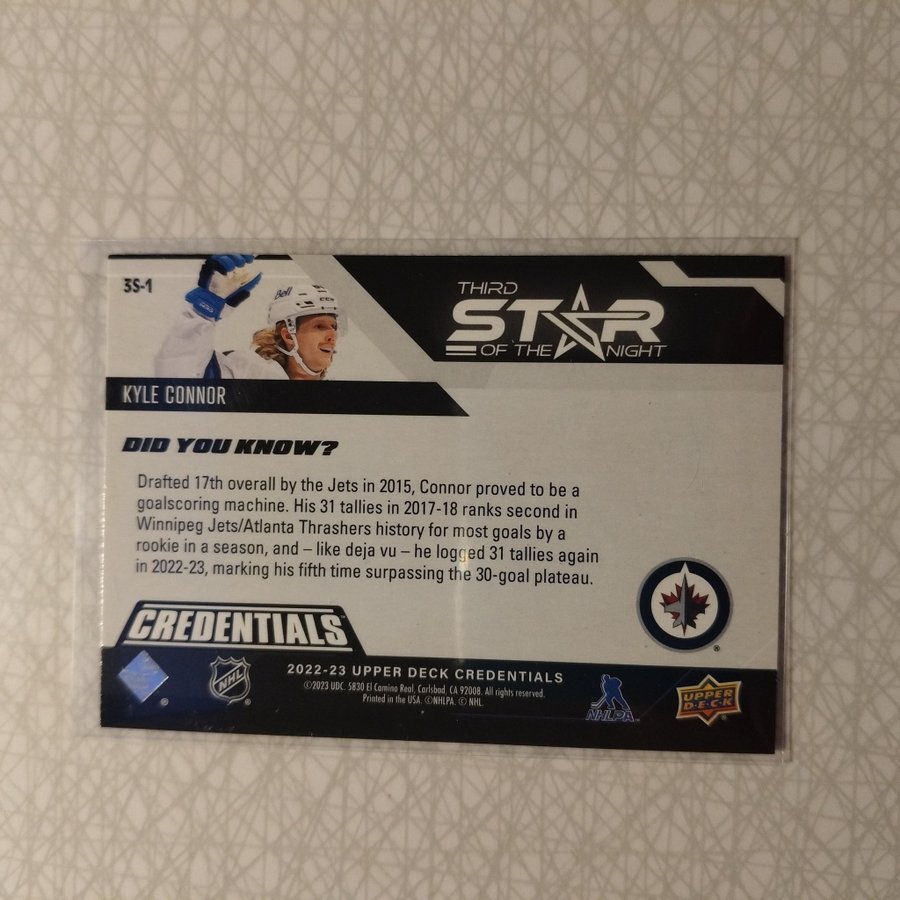 3S-1
Bell
CCM
THIRD
STAR
OF THE NIGHT
KYLE CONNOR
DID YOU KNOW?
Drafted 17th overall by the Jets in 2015, Connor proved to be a
goalscoring machine. His 31 tallies in 2017-18 ranks second in
Winnipeg Jets/Atlanta Thrashers history for most goals by a
rookie in a season, and – like deja vu – he logged 31 tallies again
in 2022-23, marking his fifth time surpassing the 30-goal plateau.
CREDENTIALS
2022-23 UPPER DECK CREDENTIALS
©2023 UDC. 5830 El Camino Real, Carlsbad, CA 92008. All rights reserved.
Printed in the USA. ©NHLPA. © NHL.
NHL
NHLPA
UPPER
D·E·C·K